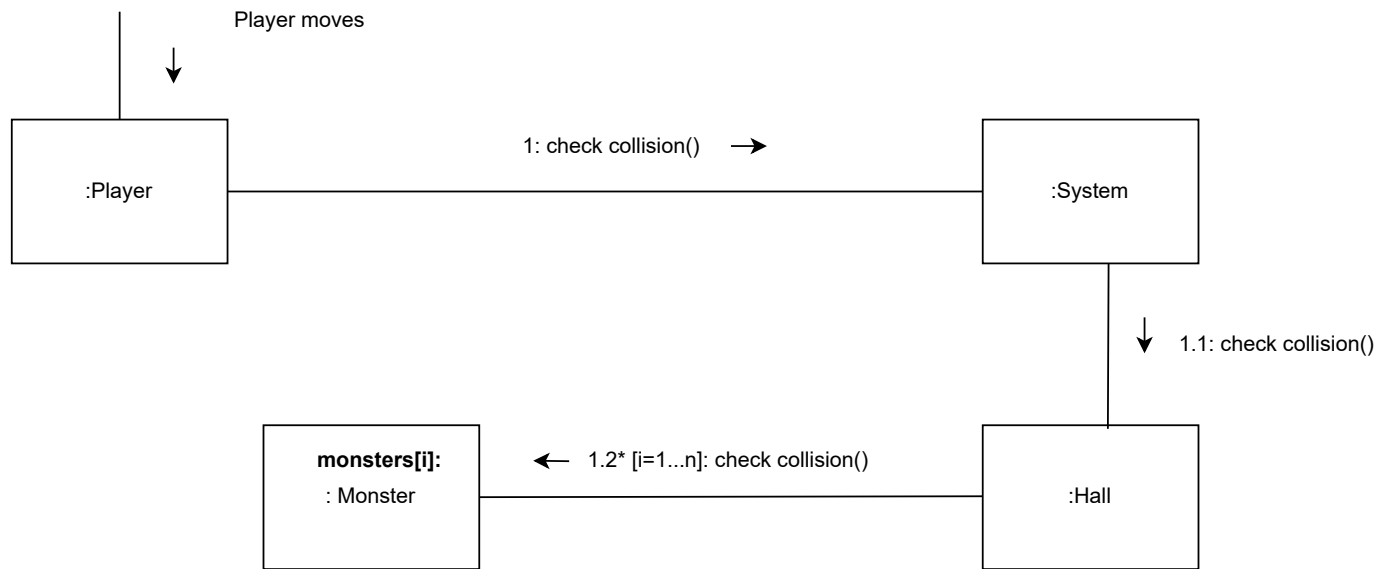 Player moves
1: check collision()
:Player
:System
1.1: check collision()
monsters[i]:
: Monster
1.2* [i=1...n]: check collision()
:Hall